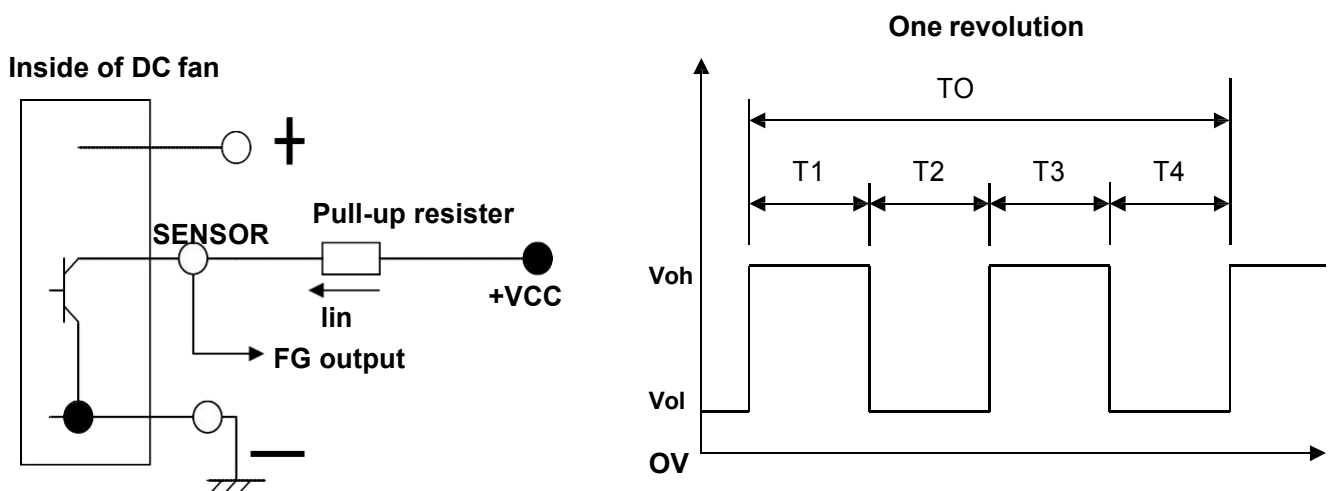 One revolution
Inside of DC fan
TO
+
T1 T2 T3 T4
Pull-up resister
SENSOR
Voh
+VCC
Iin
FG output
Vol
—
OV